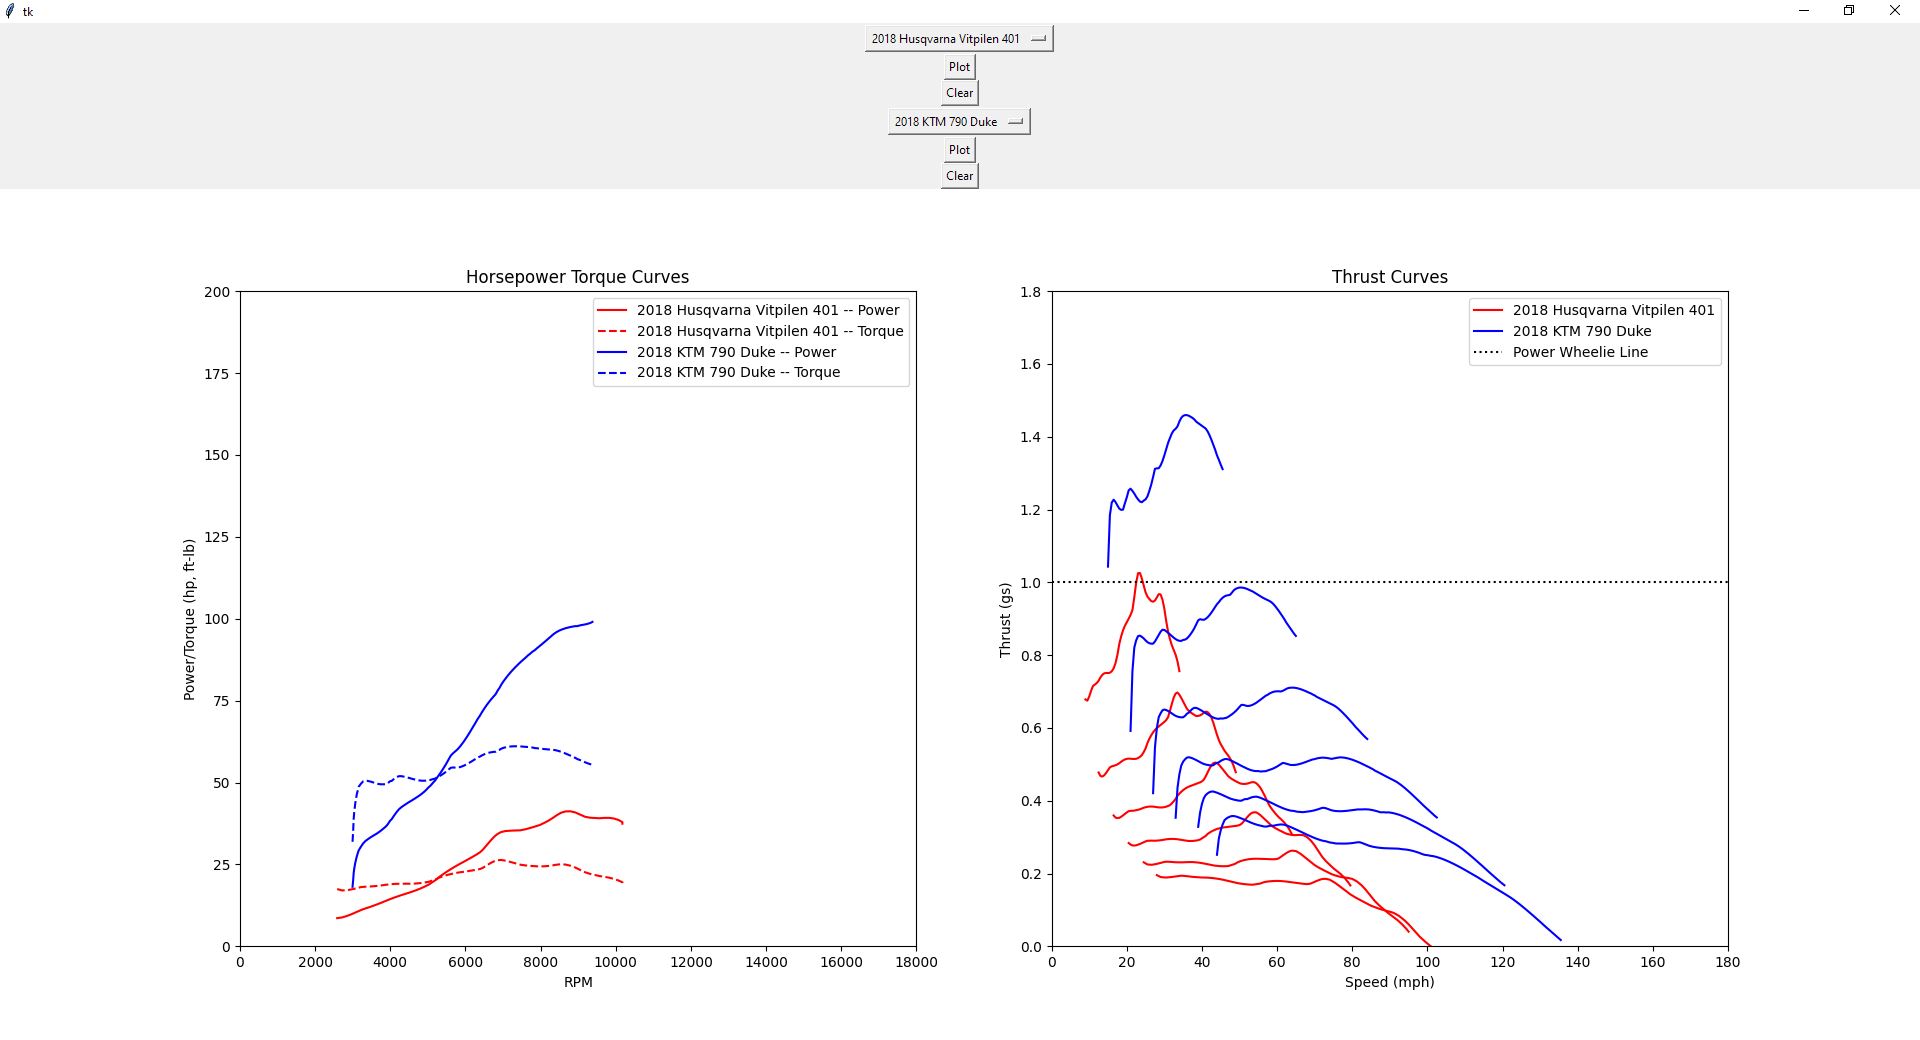 tk
2018 Husqvarna Vitpilen 401
Plot
Clear
2018 KTM 790 Duke
Plot
Clear
Horsepower Torque Curves
200
175
150
125
100
75
50
25
0
Power/Torque (hp, ft-lb)
2018 Husqvarna Vitpilen 401 -- Power
2018 Husqvarna Vitpilen 401 -- Torque
2018 KTM 790 Duke -- Power
2018 KTM 790 Duke -- Torque
0 2000 4000 6000 8000 10000 12000 14000 16000 18000
RPM
Thrust Curves
1.8
1.6
1.4
1.2
1.0
0.8
0.6
0.4
0.2
0.0
Thrust (gs)
2018 Husqvarna Vitpilen 401
2018 KTM 790 Duke
Power Wheelie Line
0 20 40 60 80 100 120 140 160 180
Speed (mph)